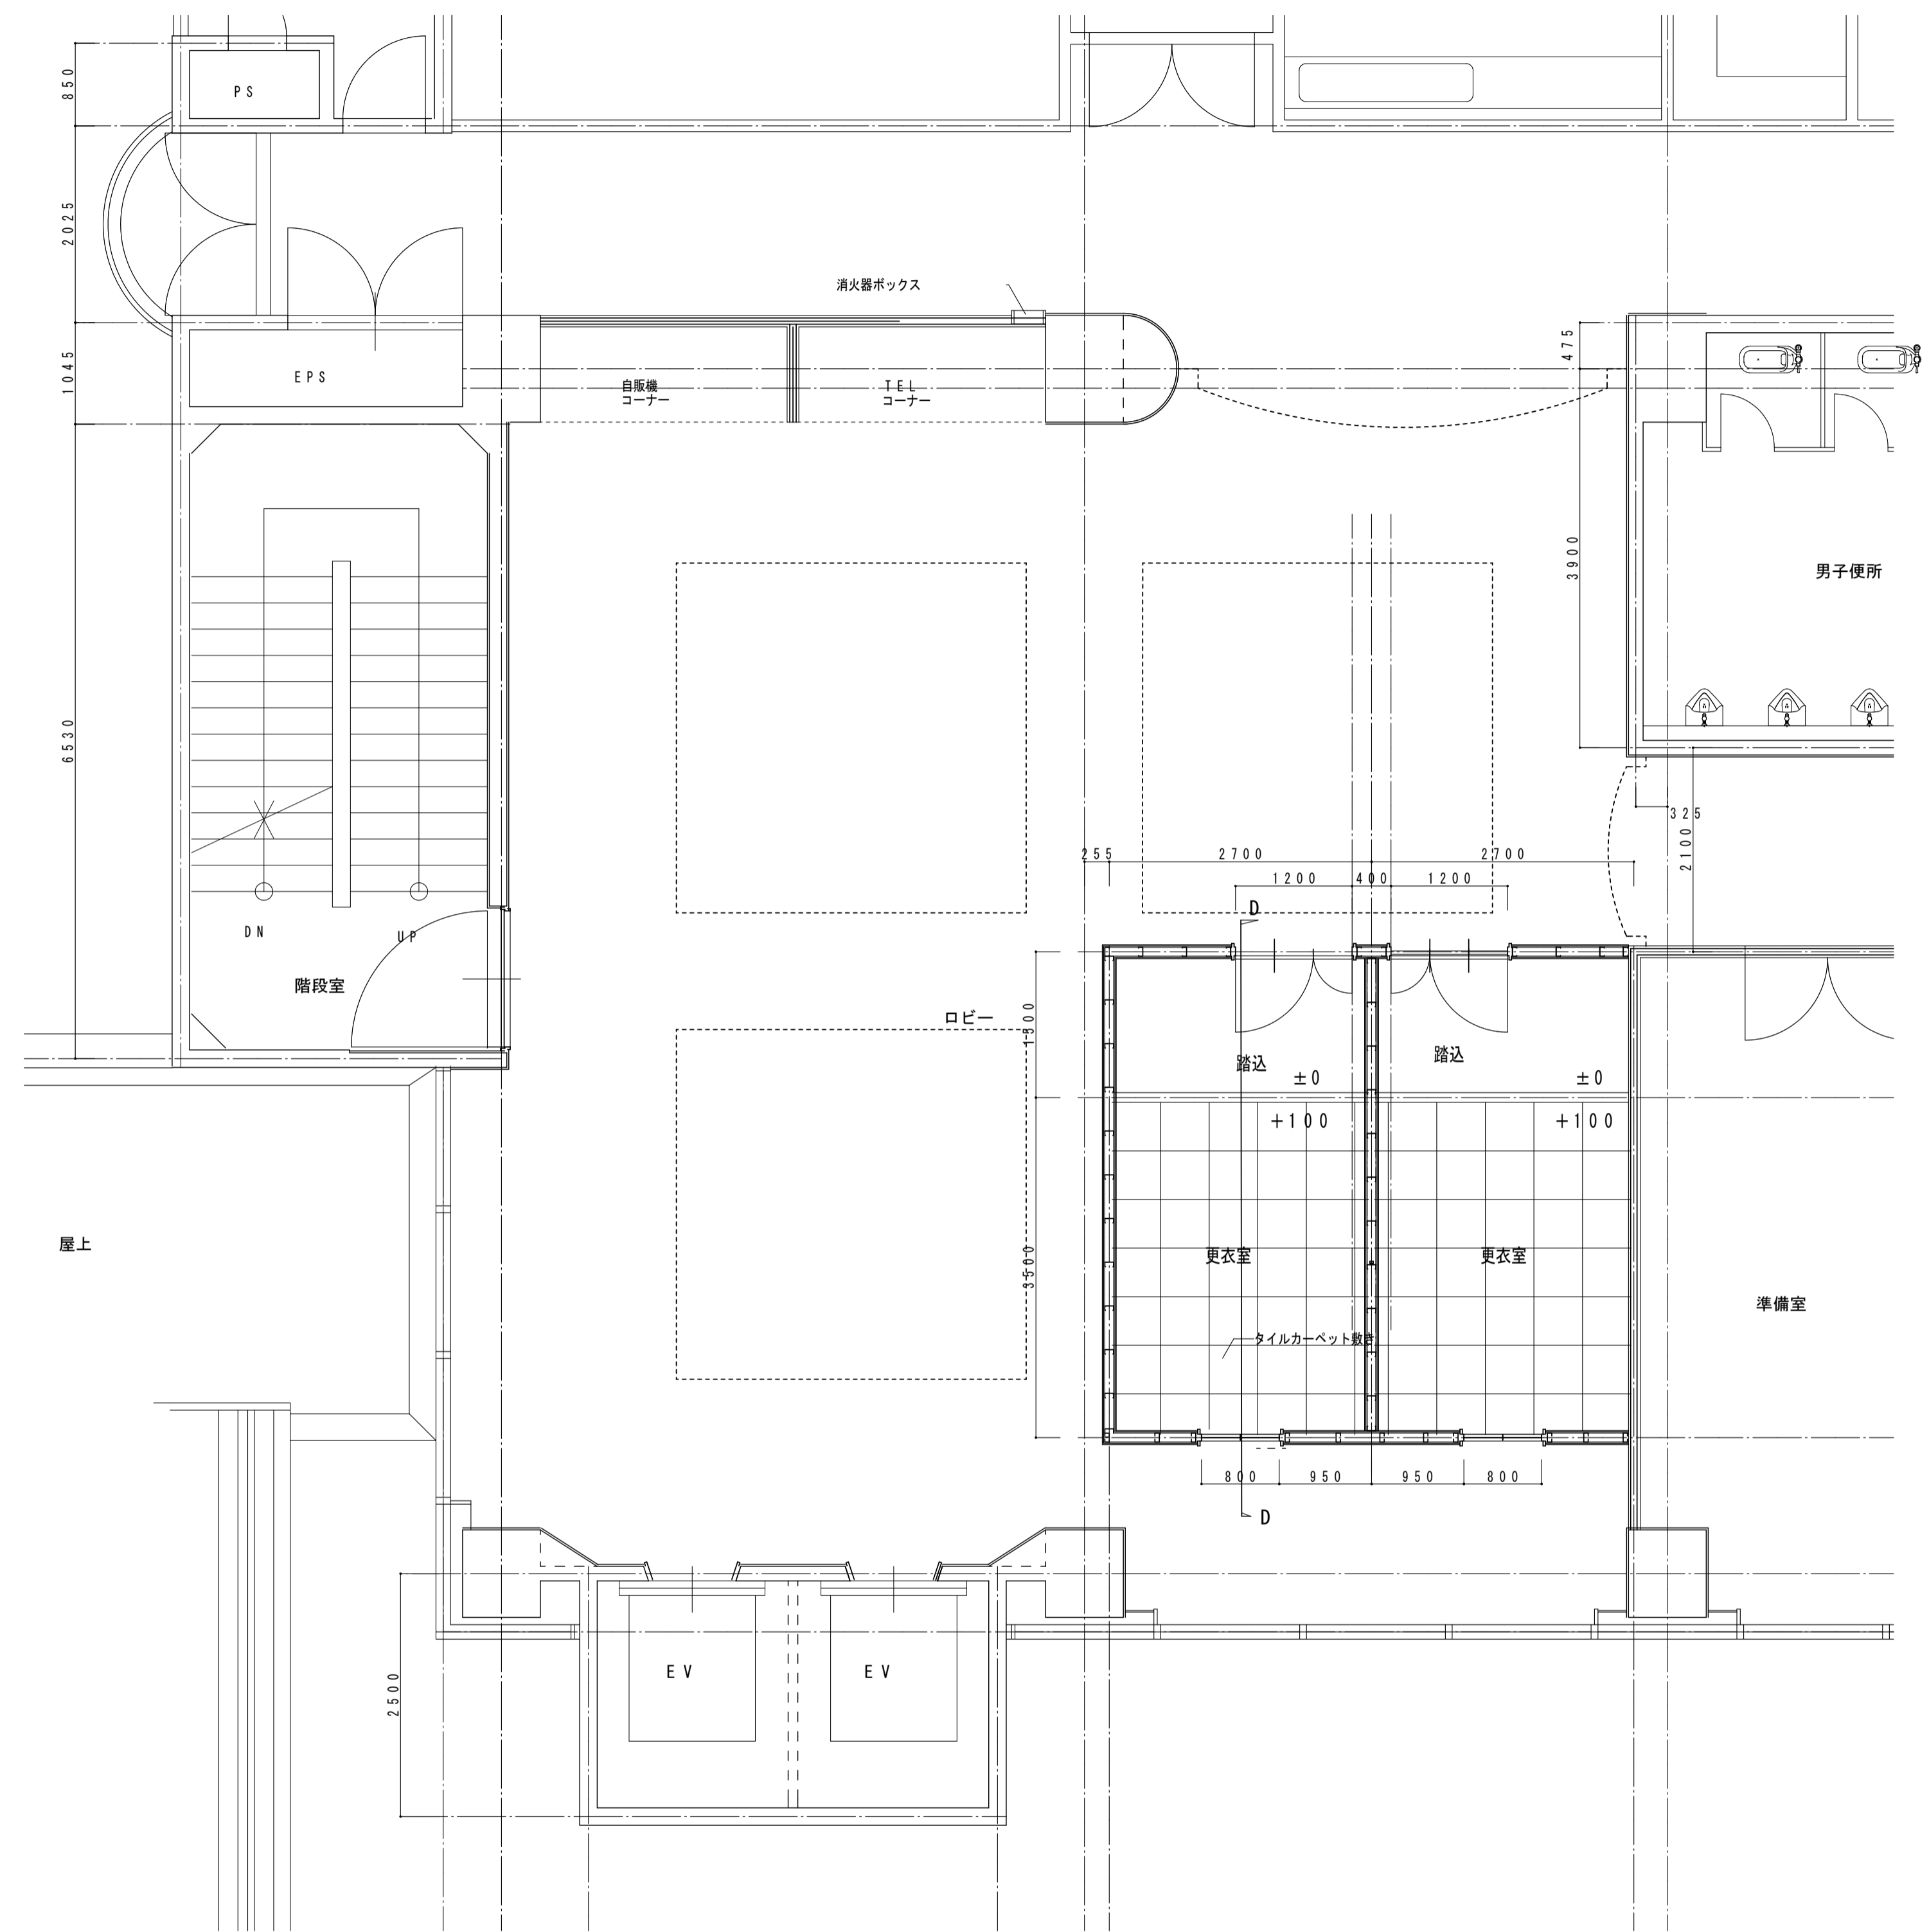 850
PS
2025
消火器ボックス
1045
EPS
自販機
コーナー
TEL
コーナー
475
3900
男子便所
6530
325
2100
255
2700
2700
1200
400
1200
D
DN
UP
階段室
ロビー
1500
踏込
踏込
±0
±0
+100
+100
屋上
3500
更衣室
更衣室
準備室
タイルカーペット敷き
800
950
950
800
D
2500
EV
EV